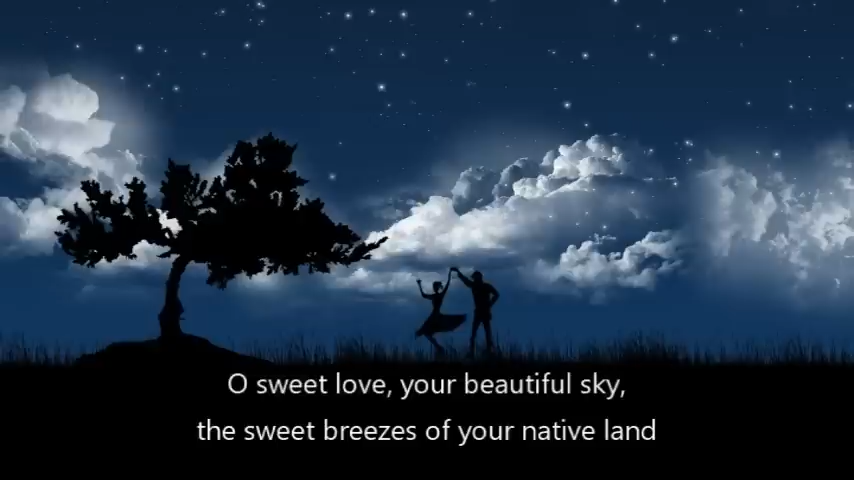 O sweet love, your beautiful sky,
the sweet breezes of your native land